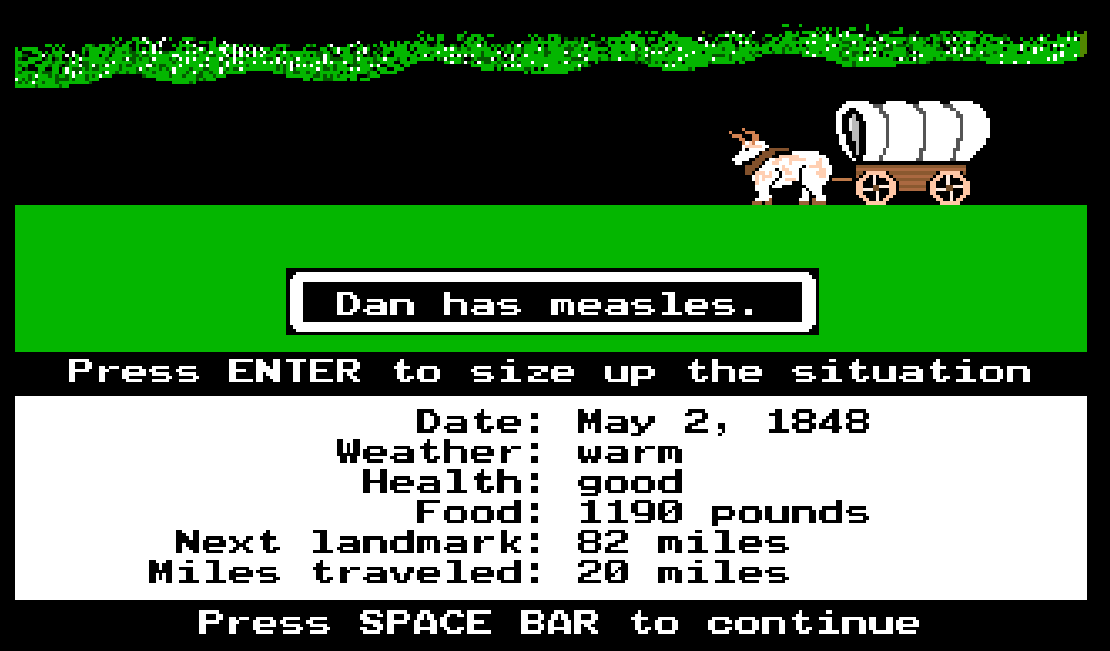 Dan has measles.
Press ENTER to size up the situation
Date: May 2, 1848
Weather: warm
Health: good
Food: 1190 pounds
Next landmark: 82 miles
Miles traveled: 20 miles
Press SPACE BAR to continue